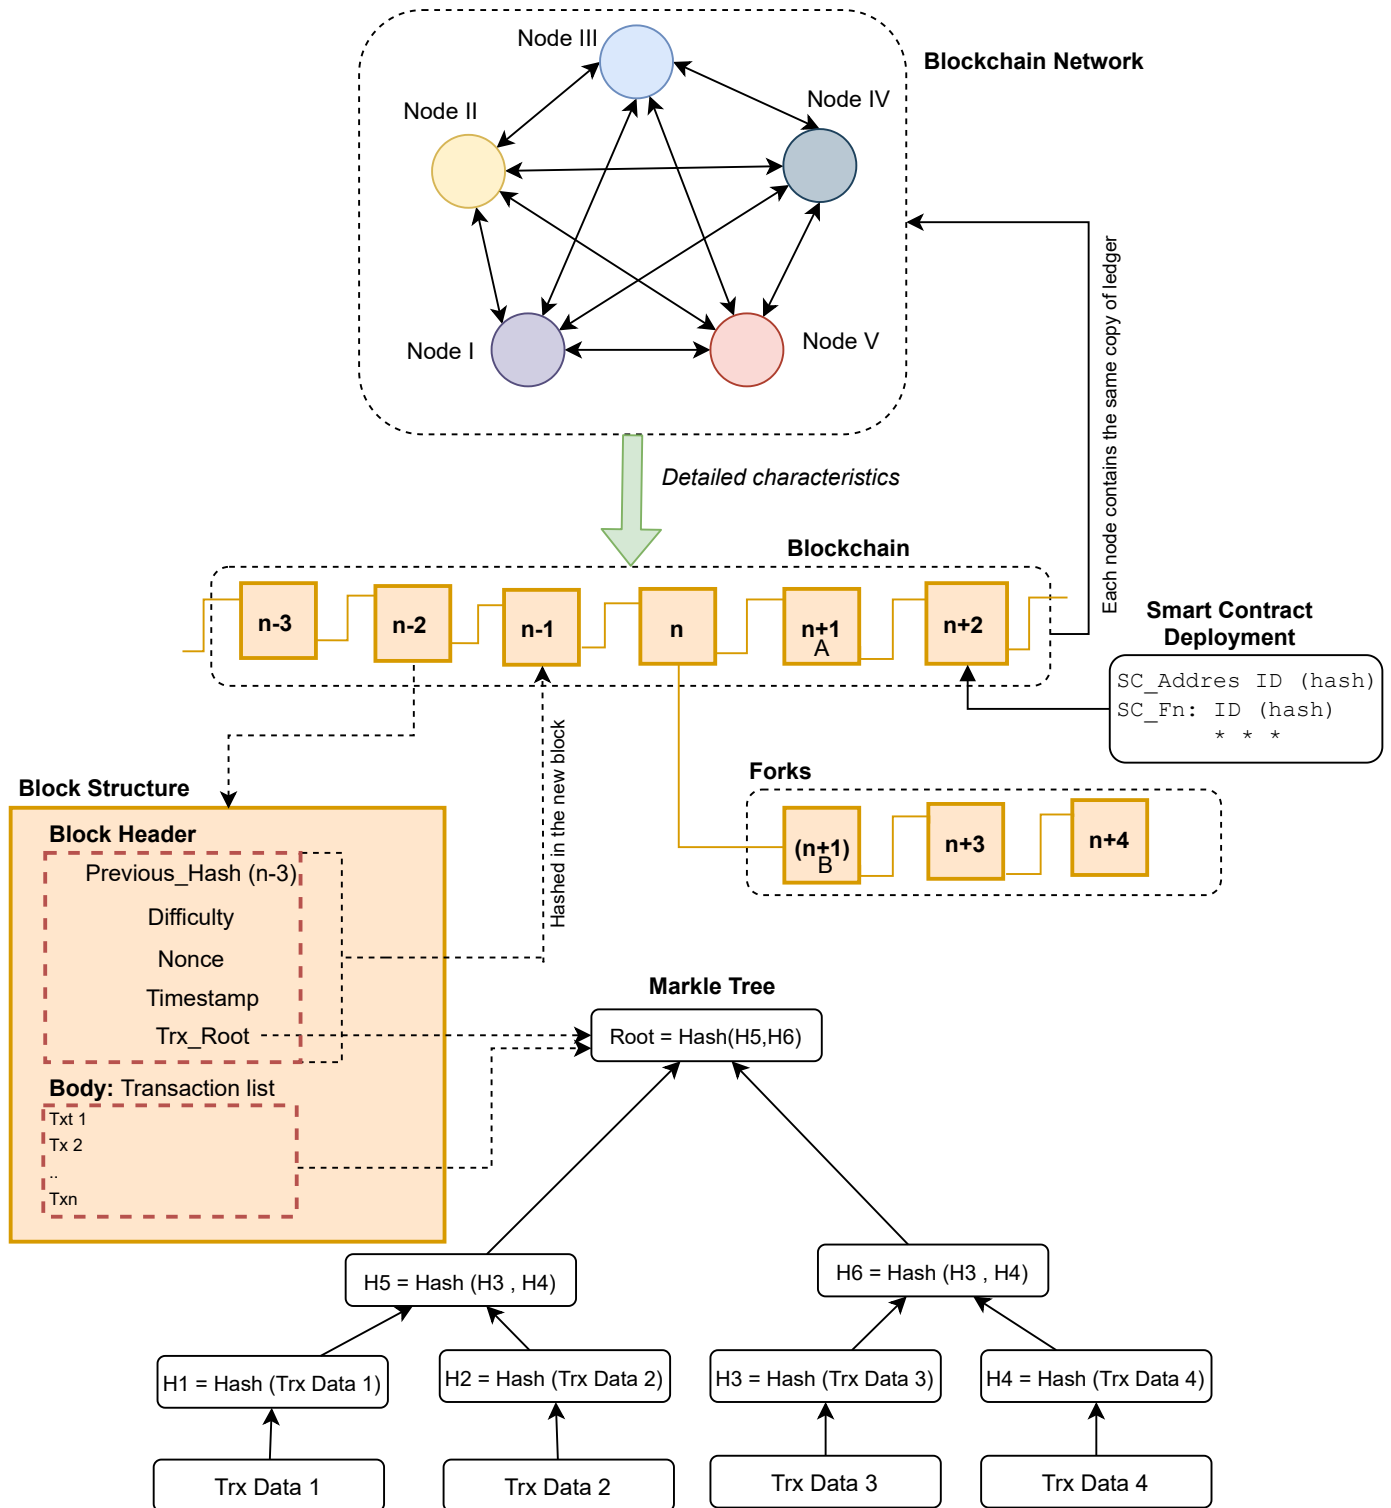 Node III
Blockchain Network
Node IV
Node II
Node I
Node V
Each node contains the same copy of ledger
Detailed characteristics
Blockchain
n-3
n-2
n-1
n
n+1
A
n+2
Smart Contract
Deployment
SC_Addres ID (hash)
SC_Fn: ID (hash)
* * *
Forks
(n+1)
B
n+3
n+4
Hashed in the new block
Block Structure
Block Header
Previous_Hash (n-3)
Difficulty
Nonce
Timestamp
Trx_Root
Body: Transaction list
Txt 1
Tx 2
..
Txn
Markle Tree
Root = Hash(H5,H6)
H5 = Hash (H3 , H4)
H6 = Hash (H3 , H4)
H1 = Hash (Trx Data 1)
H2 = Hash (Trx Data 2)
H3 = Hash (Trx Data 3)
H4 = Hash (Trx Data 4)
Trx Data 1
Trx Data 2
Trx Data 3
Trx Data 4